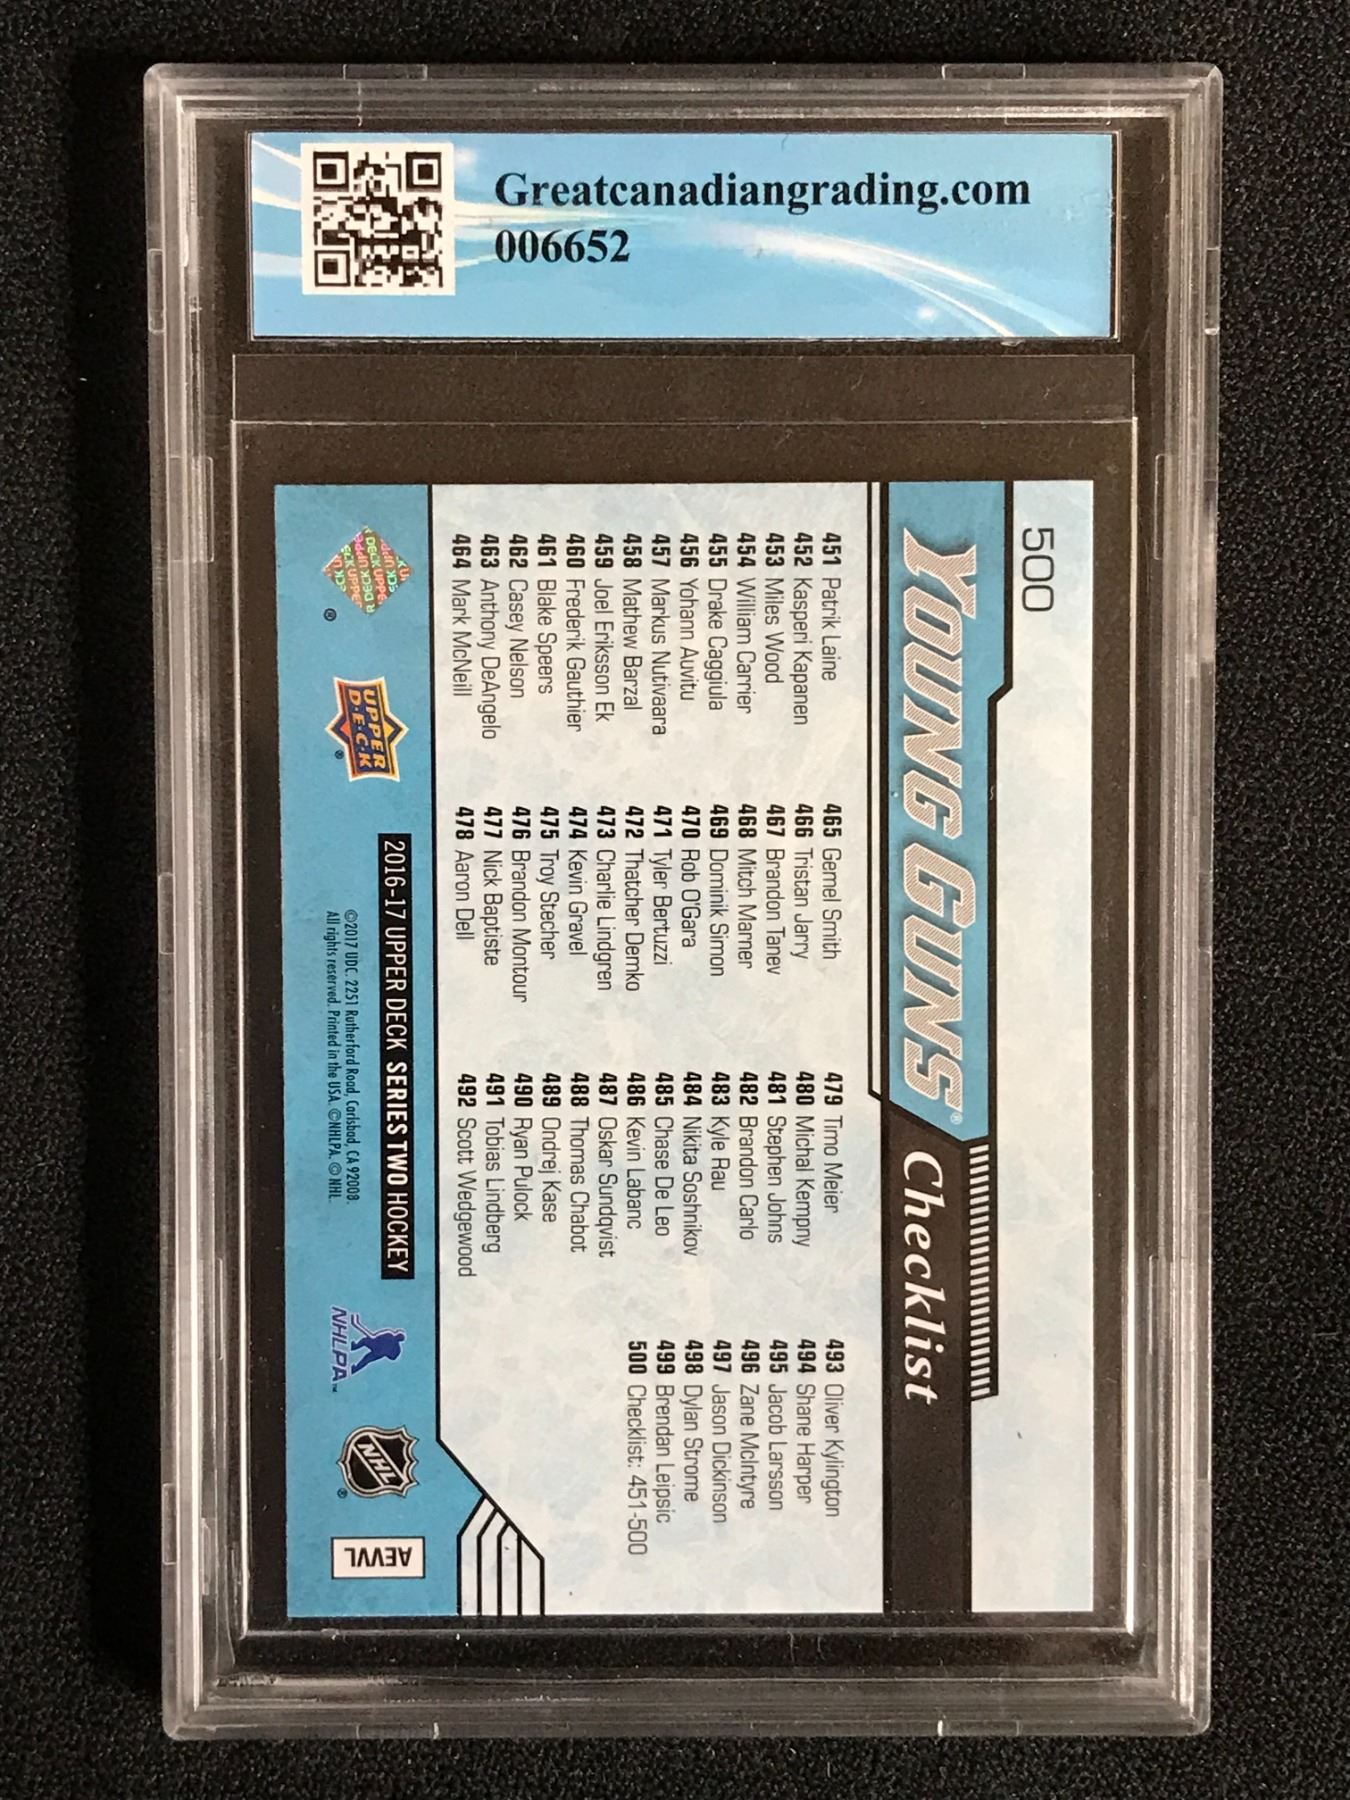 Greatcanadiangrading.com
006652
500
YOUNG GUNS® Checklist
451 Patrik Laine
452 Kasperi Kapanen
453 Miles Wood
454 William Carrier
455 Drake Caggiula
456 Yohann Auvitu
457 Markus Nutivaara
458 Mathew Barzal
459 Joel Eriksson Ek
460 Frederik Gauthier
461 Blake Speers
462 Casey Nelson
463 Anthony DeAngelo
464 Mark McNeill
465 Gemel Smith
466 Tristan Jarry
467 Brandon Tanev
468 Mitch Marner
469 Dominik Simon
470 Rob O'Gara
471 Tyler Bertuzzi
472 Thatcher Demko
473 Charlie Lindgren
474 Kevin Gravel
475 Troy Stecher
476 Brandon Montour
477 Nick Baptiste
478 Aaron Dell
479 Timo Meier
480 Michal Kempny
481 Stephen Johns
482 Brandon Carlo
483 Kyle Rau
484 Nikita Soshnikov
485 Chase De Leo
486 Kevin Labanc
487 Oskar Sundqvist
488 Thomas Chabot
489 Ondrej Kase
490 Ryan Pulock
491 Tobias Lindberg
492 Scott Wedgewood
493 Oliver Kylington
494 Shane Harper
495 Jacob Larsson
496 Zane McIntyre
497 Jason Dickinson
498 Dylan Strome
499 Brendan Leipsic
500 Checklist: 451-500
UPPER
D·E·C·K
®
2016-17 UPPER DECK SERIES TWO HOCKEY
©2017 UDC. 2251 Rutherford Road, Carlsbad, CA 92008.
All rights reserved. Printed in the USA. ©NHLPA. © NHL.
NHLPA™
NHL®
AEVVL